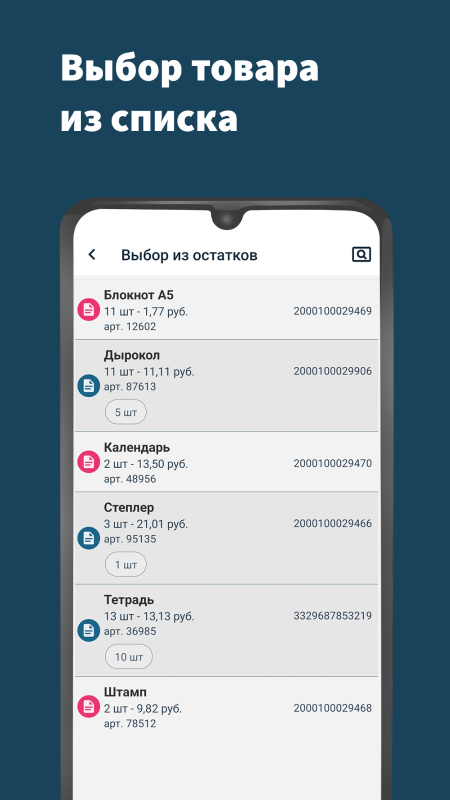 Выбор товара
из списка
Выбор из остатков
Блокнот А5
11 шт - 1,77 руб.
2000100029469
арт. 12602
Дырокол
11 шт - 11,11 руб.
2000100029906
арт. 87613
5 шт
Календарь
2 шт - 13,50 руб.
2000100029470
арт. 48956
Степлер
3 шт - 21,01 руб.
2000100029466
арт. 95135
1 шт
Тетрадь
13 шт - 13,13 руб.
3329687853219
арт. 36985
10 шт
Штамп
2 шт - 9,82 руб.
2000100029468
арт. 78512